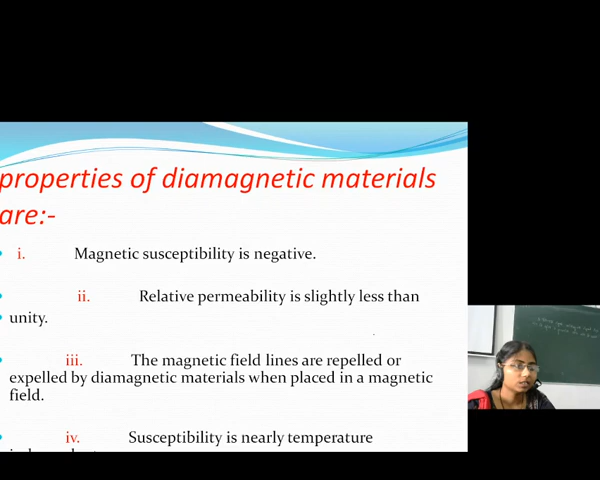 properties of diamagnetic materials
are:-
i. Magnetic susceptibility is negative.
ii. Relative permeability is slightly less than
unity.
iii. The magnetic field lines are repelled or
expelled by diamagnetic materials when placed in a magnetic
field.
iv. Susceptibility is nearly temperature